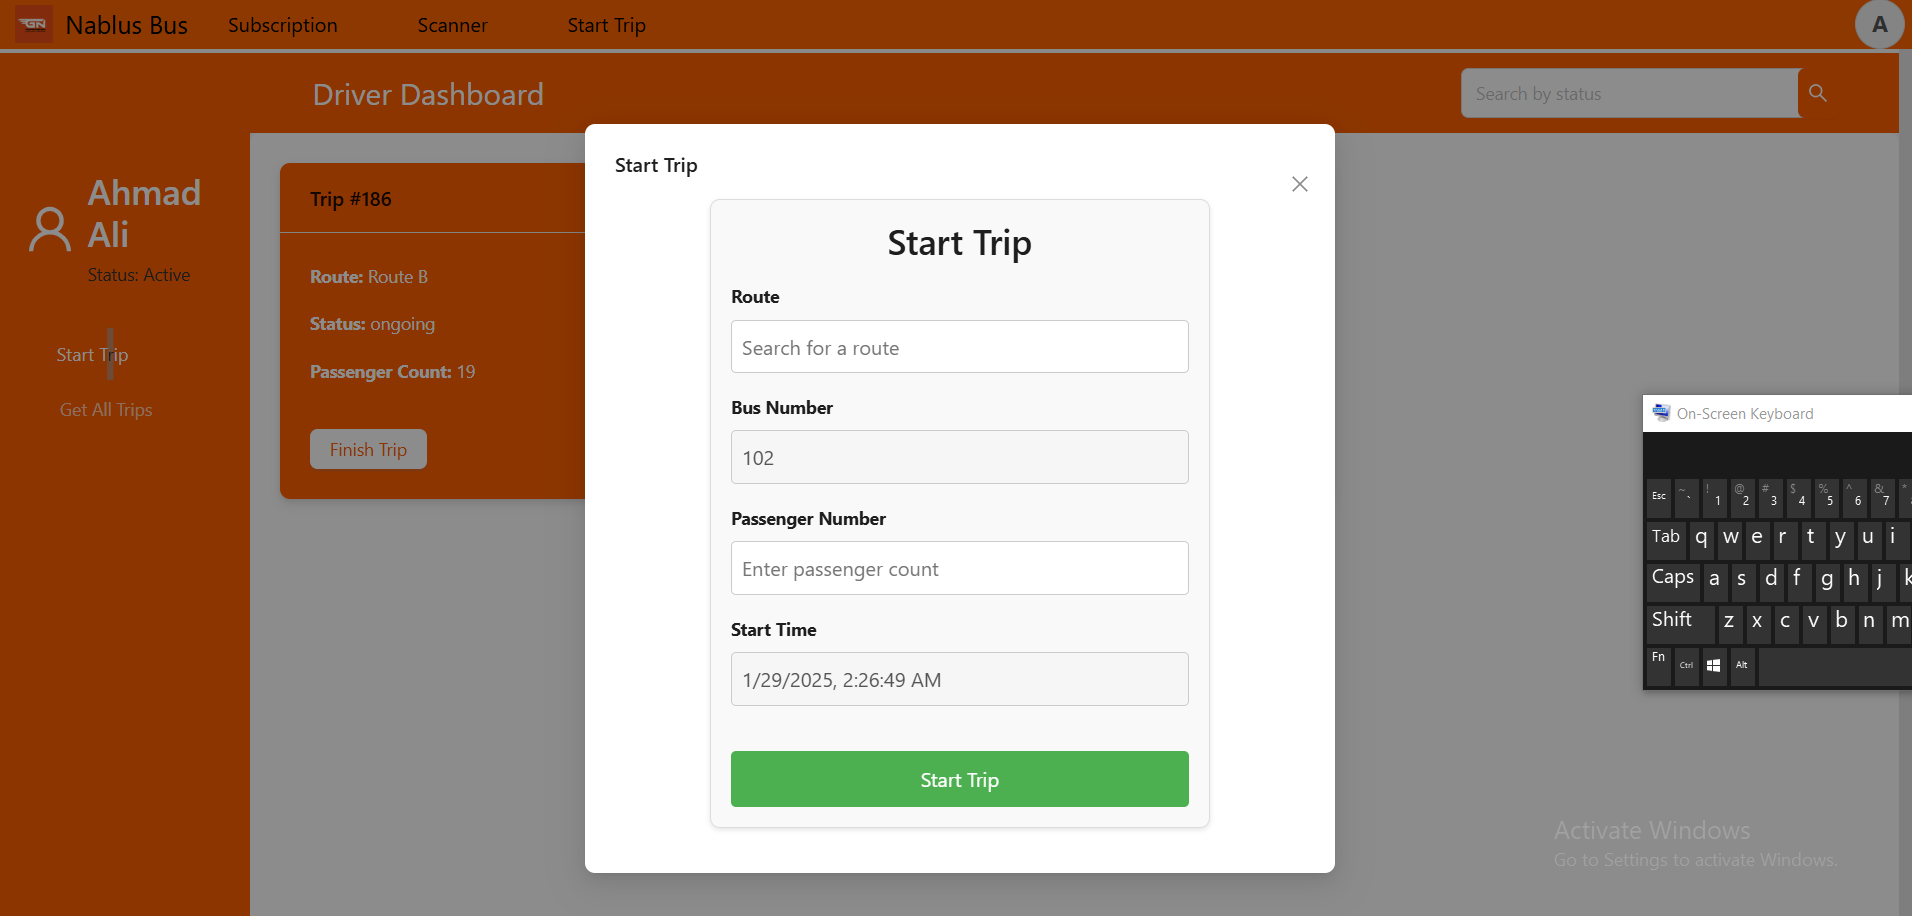 GN
Nablus Bus
Subscription
Scanner
Start Trip
A
Driver Dashboard
Search by status
Ahmad
Ali
Status: Active
Start Trip
Get All Trips
Trip #186
Route: Route B
Status: ongoing
Passenger Count: 19
Finish Trip
Start Trip
Start Trip
Route
Search for a route
Bus Number
102
Passenger Number
Enter passenger count
Start Time
1/29/2025, 2:26:49 AM
Start Trip
On-Screen Keyboard
Esc ~ ` ! 1 @ 2 # 3 $ 4 % 5 ^ 6 & 7 *
Tab q w e r t y u i
Caps a s d f g h j k
Shift z x c v b n m
Fn Ctrl Alt
Activate Windows
Go to Settings to activate Windows.